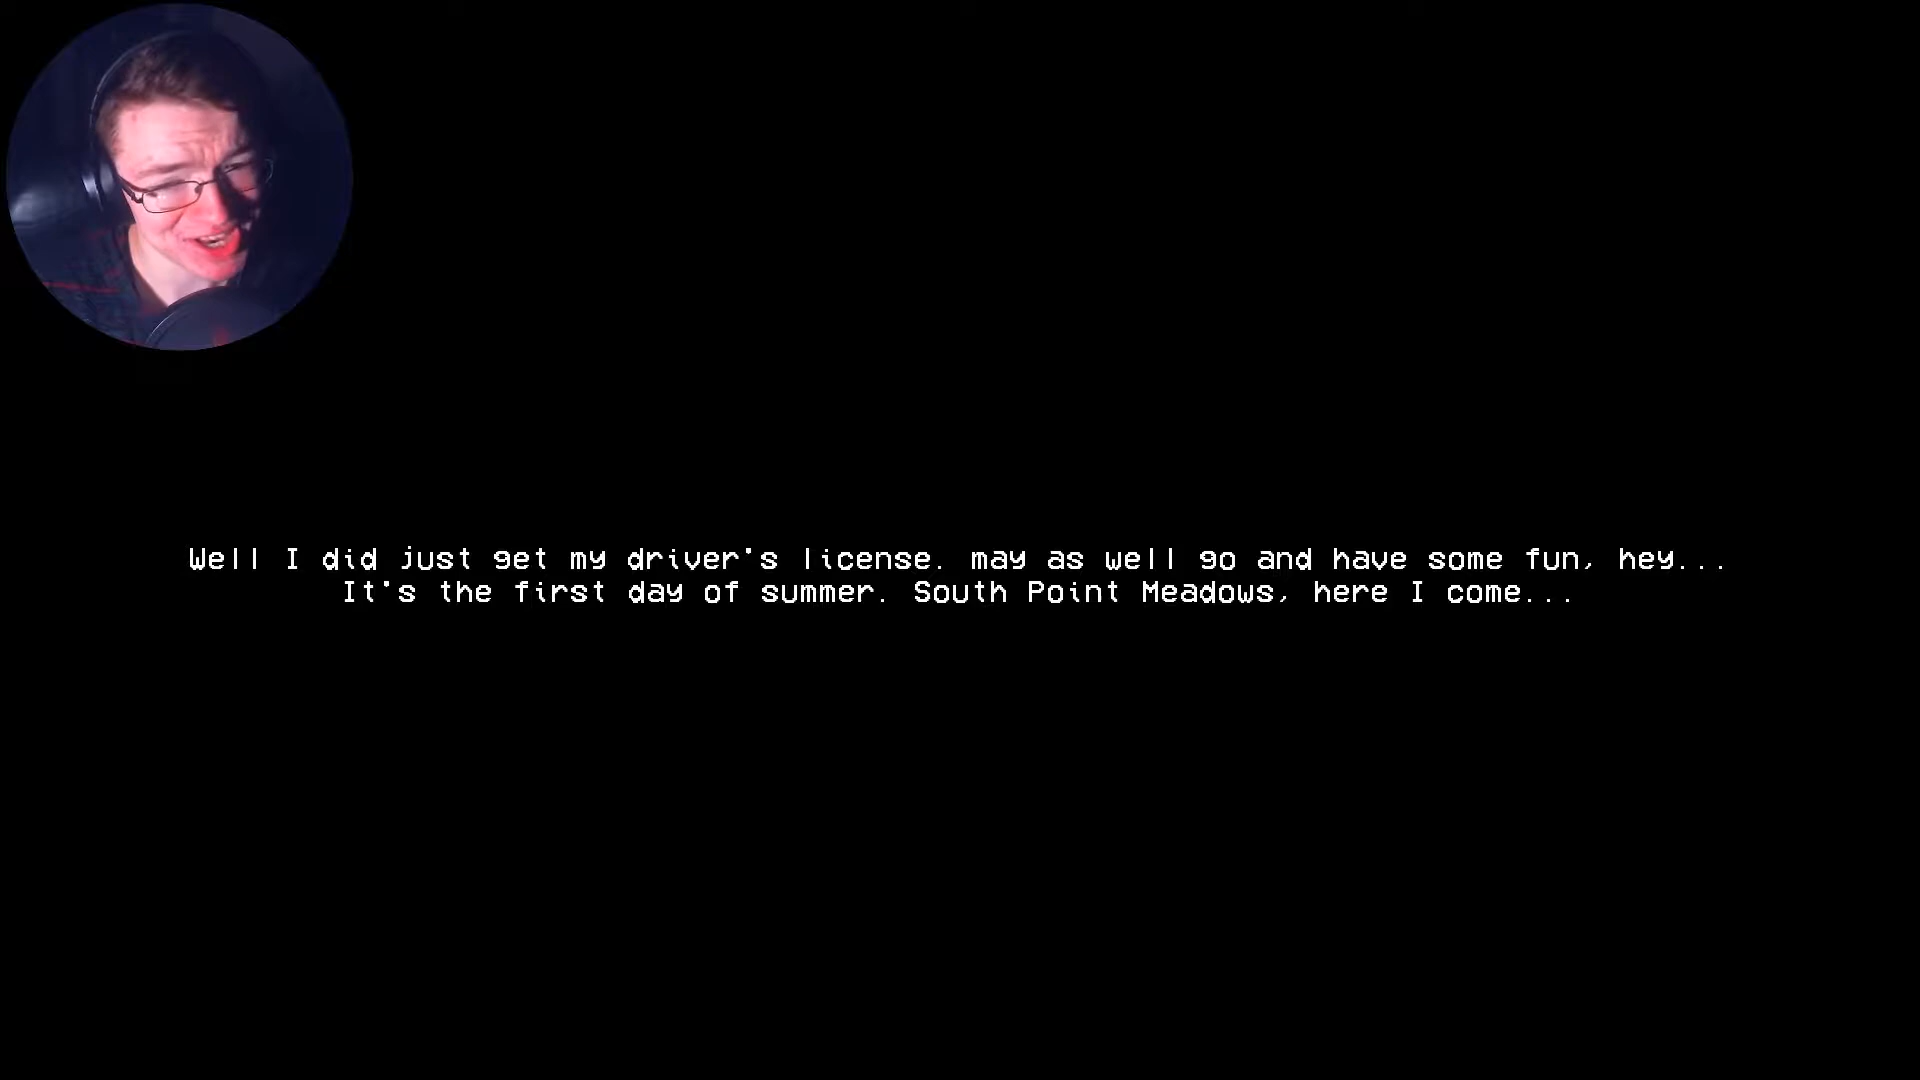 Well I did just get my driver's license. may as well go and have some fun, hey...
It's the first day of summer. South Point Meadows, here I come...